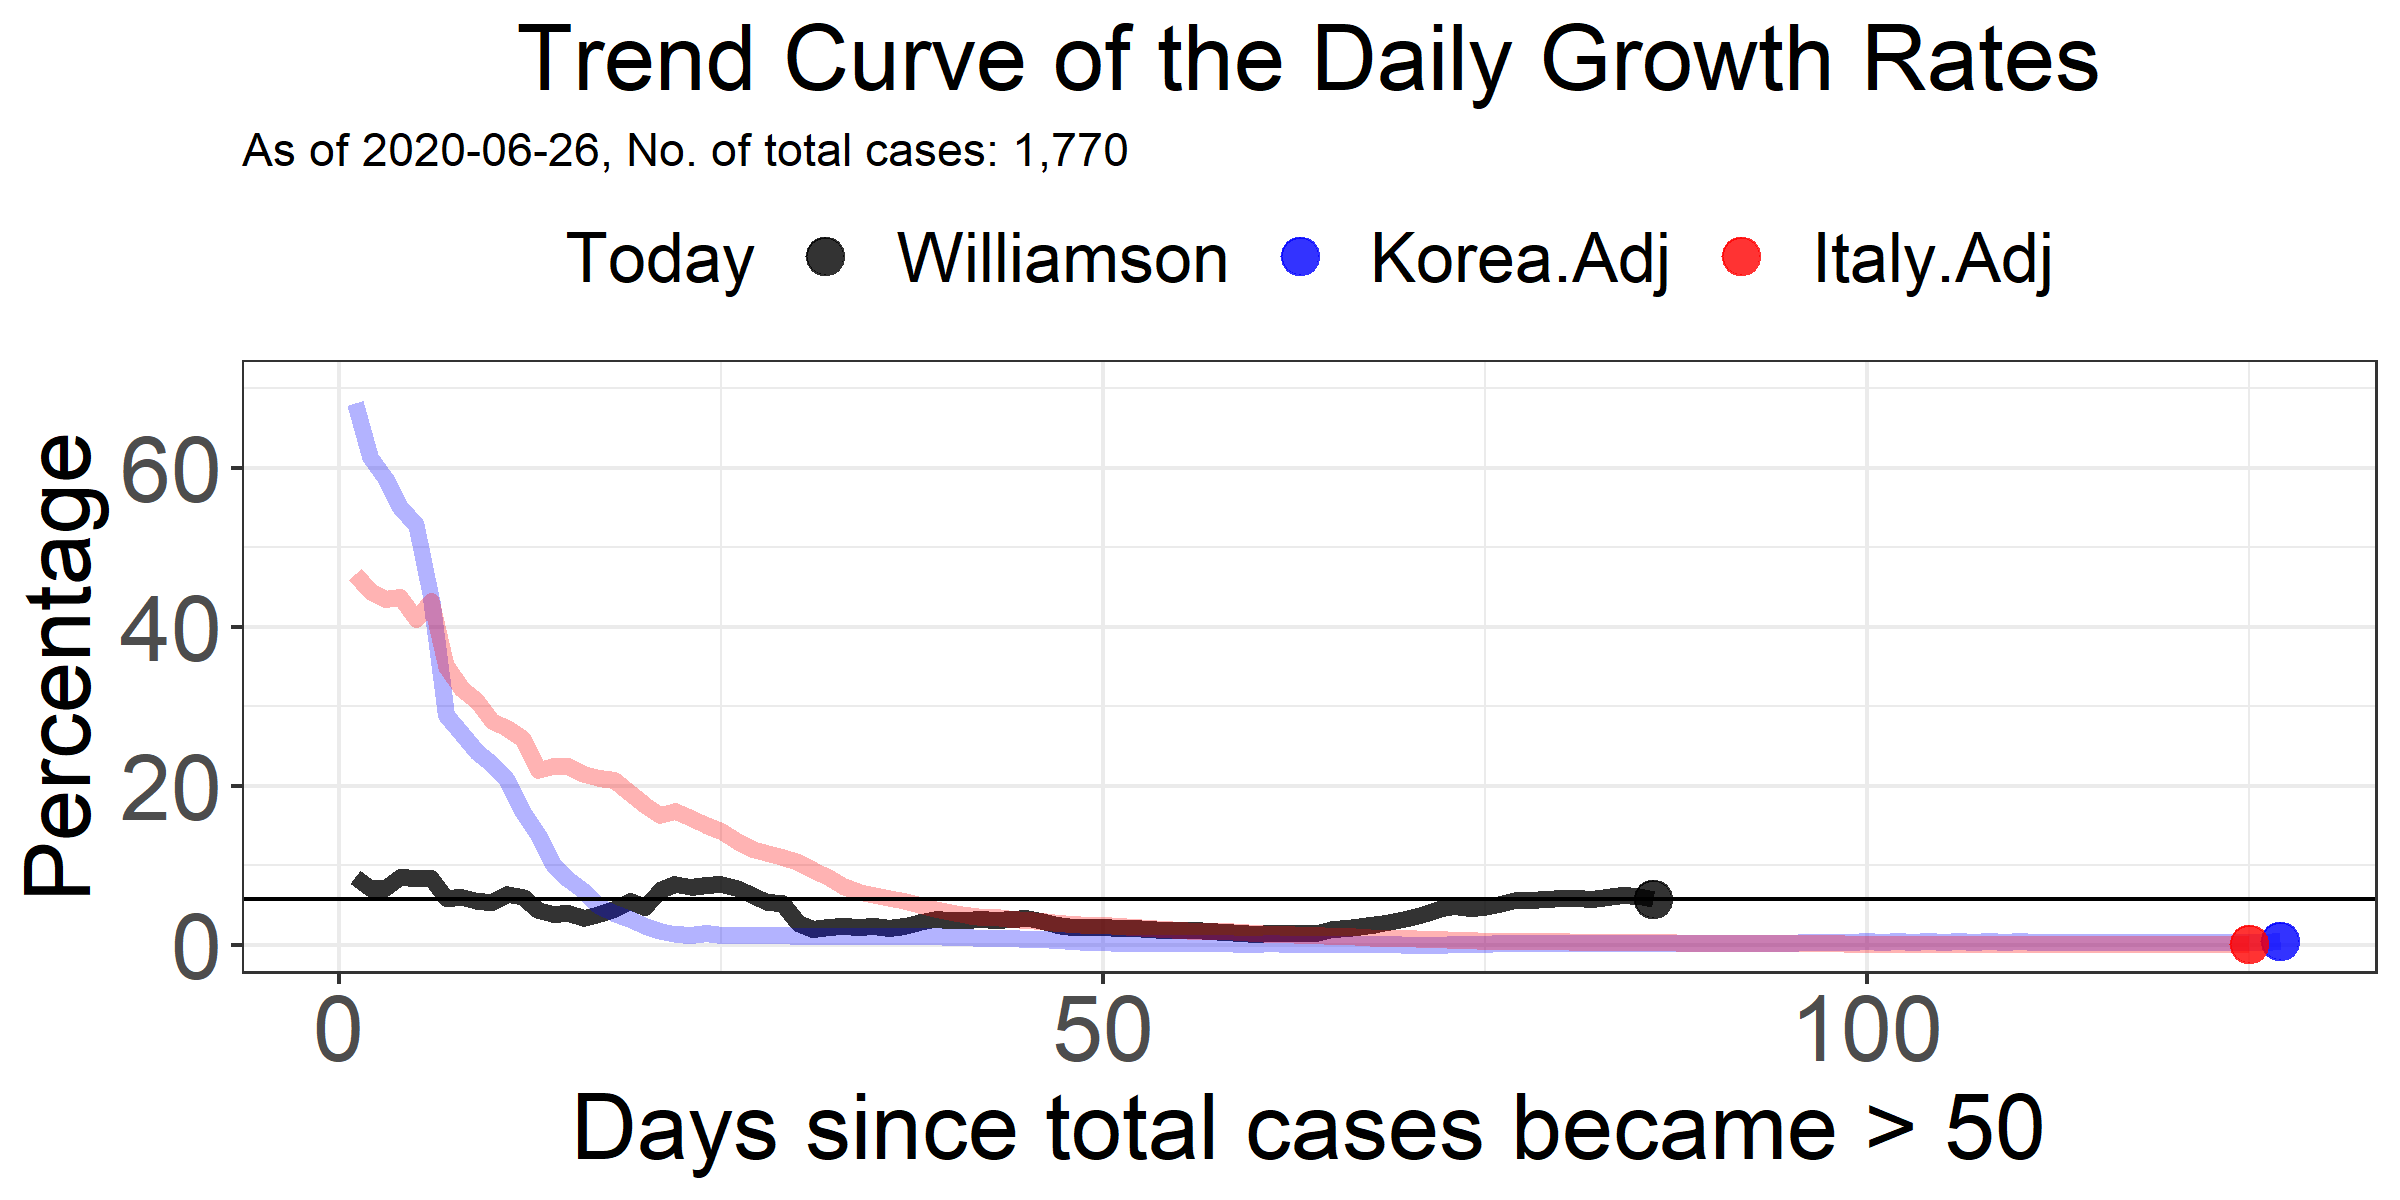 Trend Curve of the Daily Growth Rates
As of 2020-06-26, No. of total cases: 1,770
Today Williamson Korea.Adj Italy.Adj
Percentage
60
40
20
0
0 50 100
Days since total cases became > 50